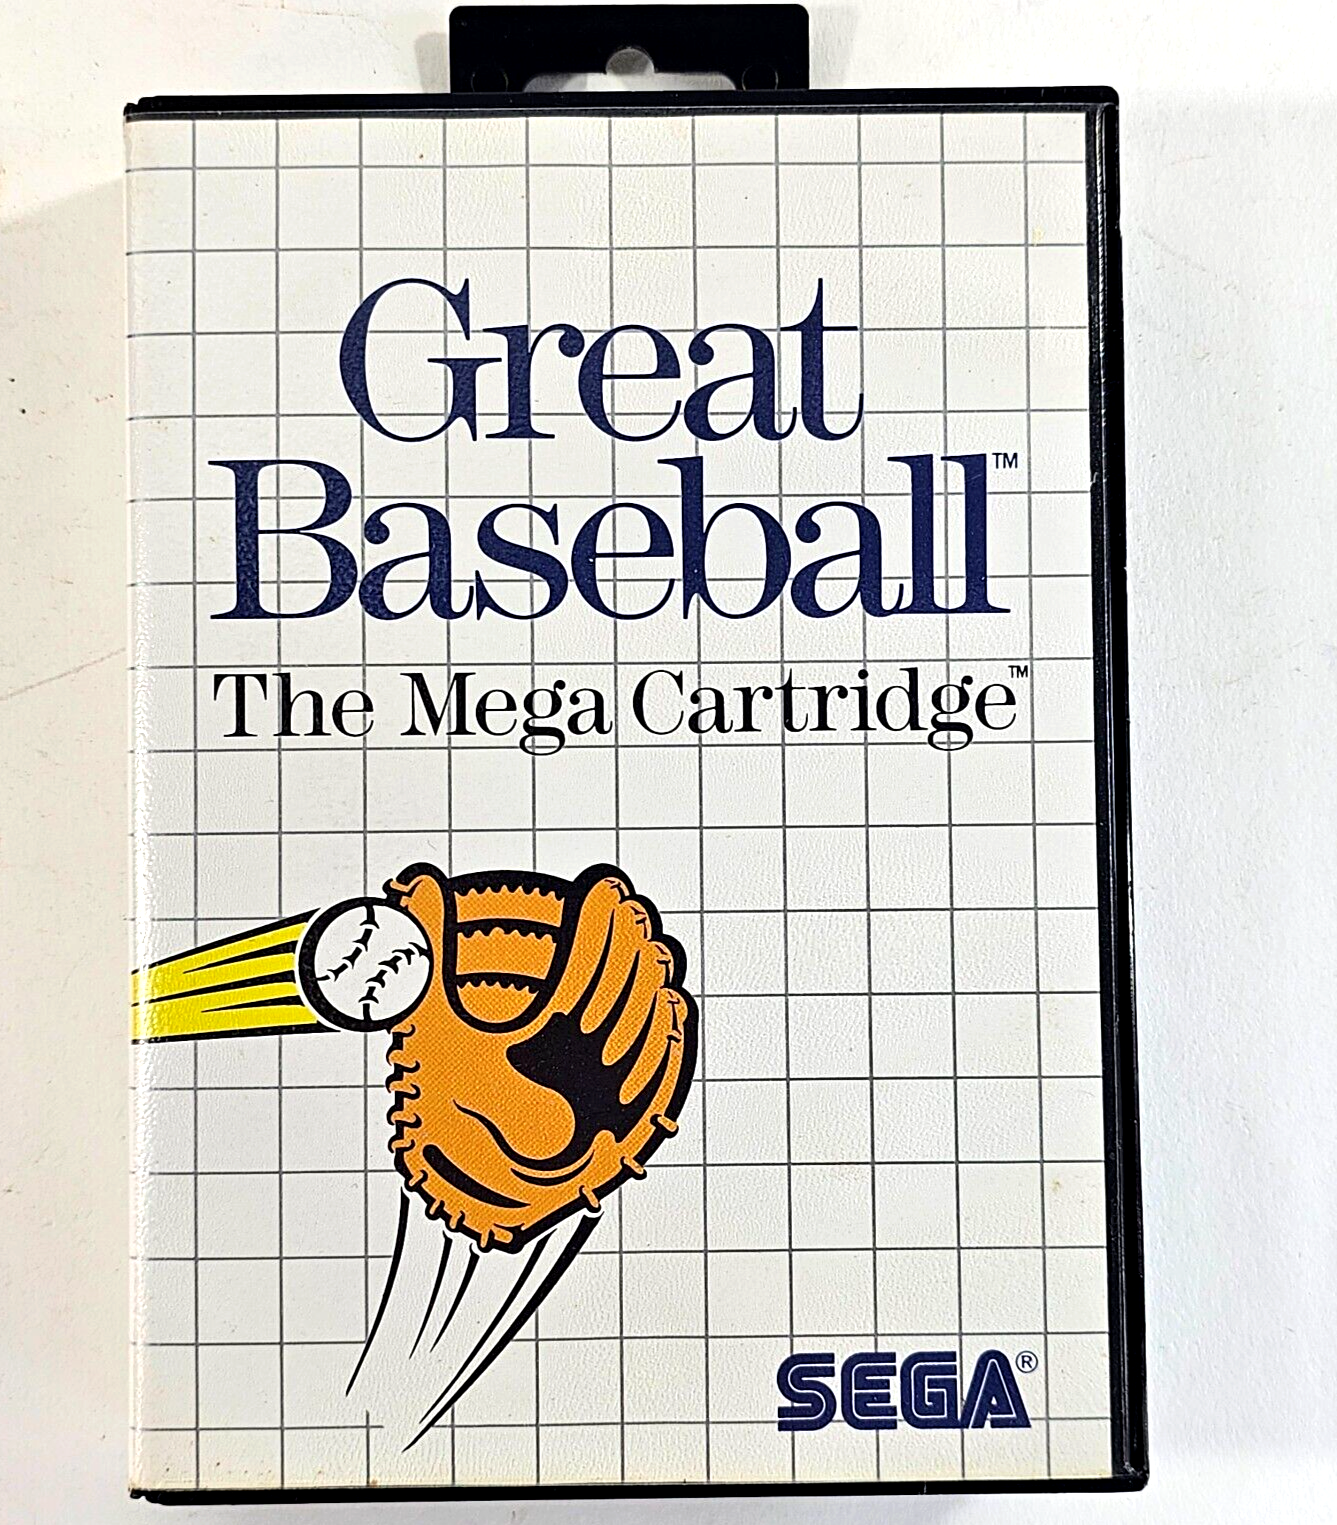 Great
Baseball™
The Mega Cartridge™
SEGA®